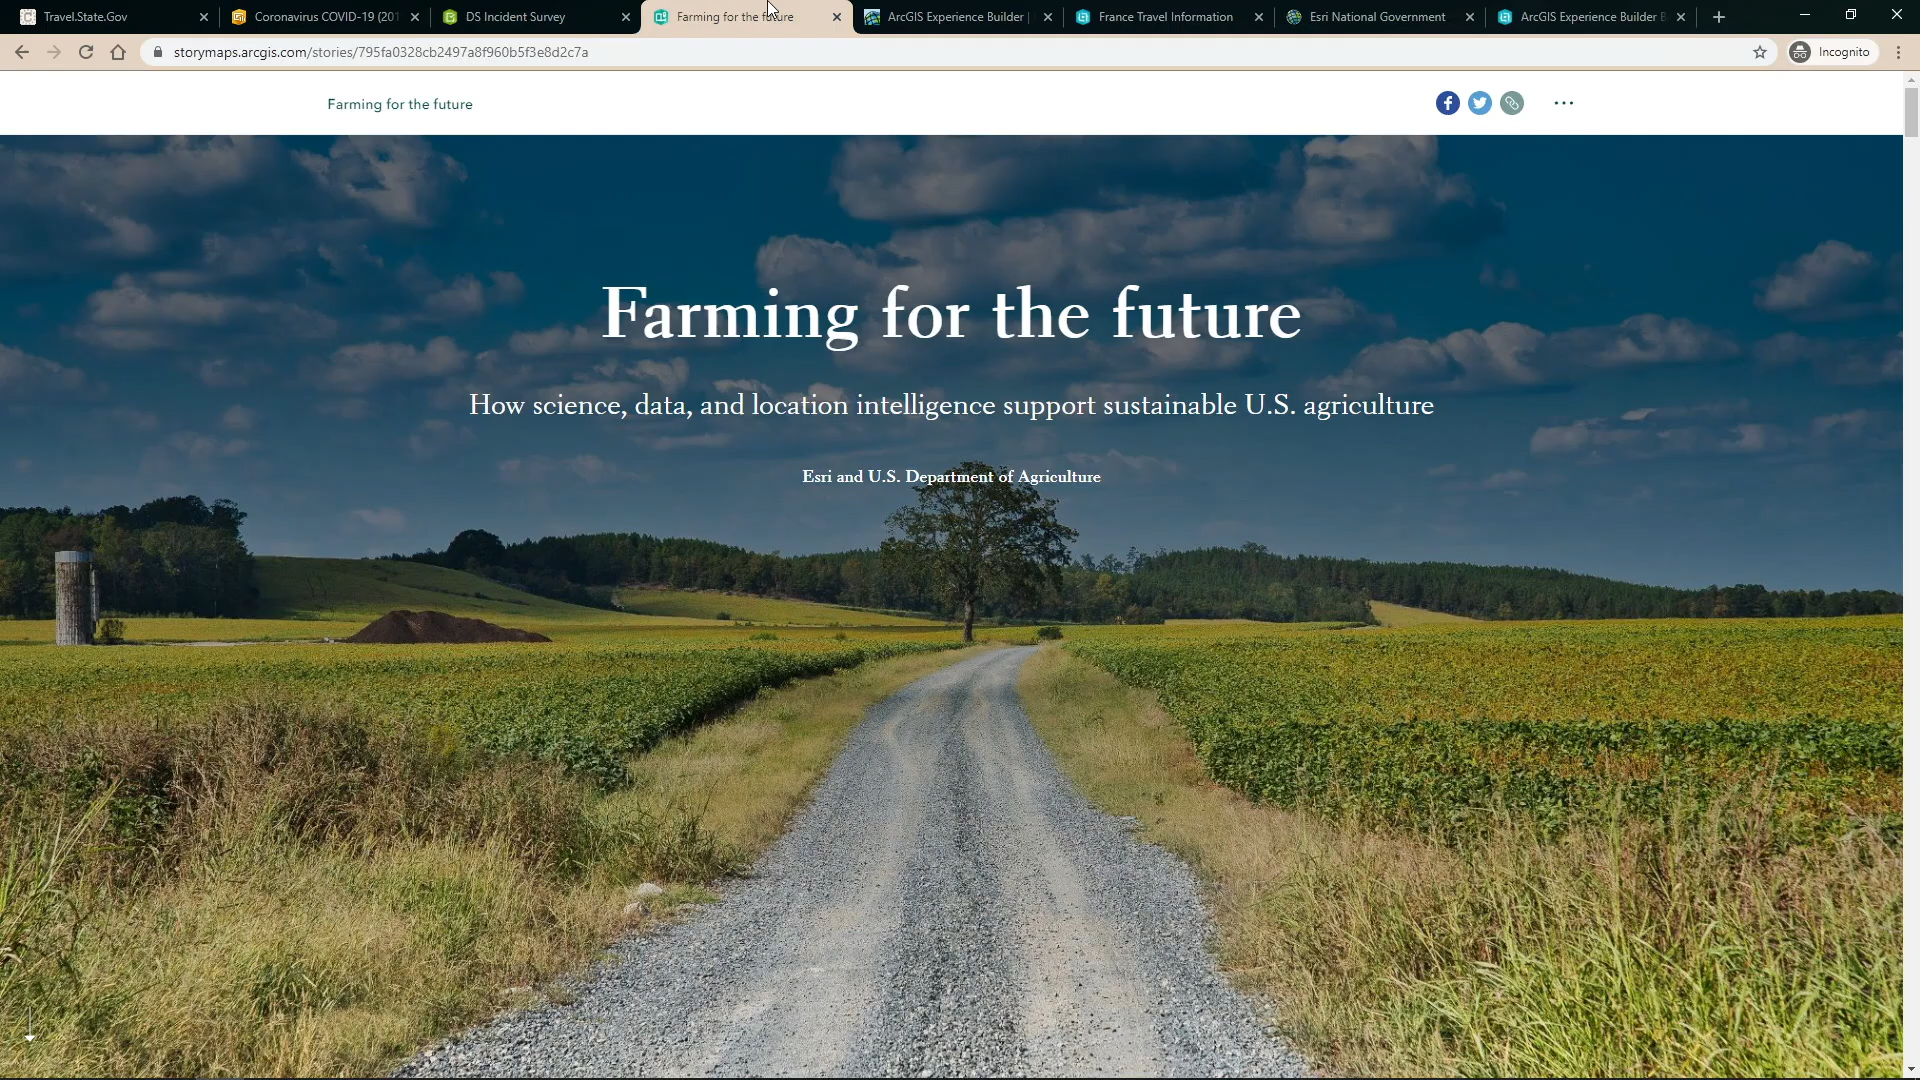 Travel.State.Gov
Coronavirus COVID-19 (201
DS Incident Survey
Farming for the future
ArcGIS Experience Builder |
France Travel Information
Esri National Government
ArcGIS Experience Builder B
storymaps.arcgis.com/stories/795fa0328cb2497a8f960b5f3e8d2c7a
Incognito
Farming for the future
Farming for the future
How science, data, and location intelligence support sustainable U.S. agriculture
Esri and U.S. Department of Agriculture